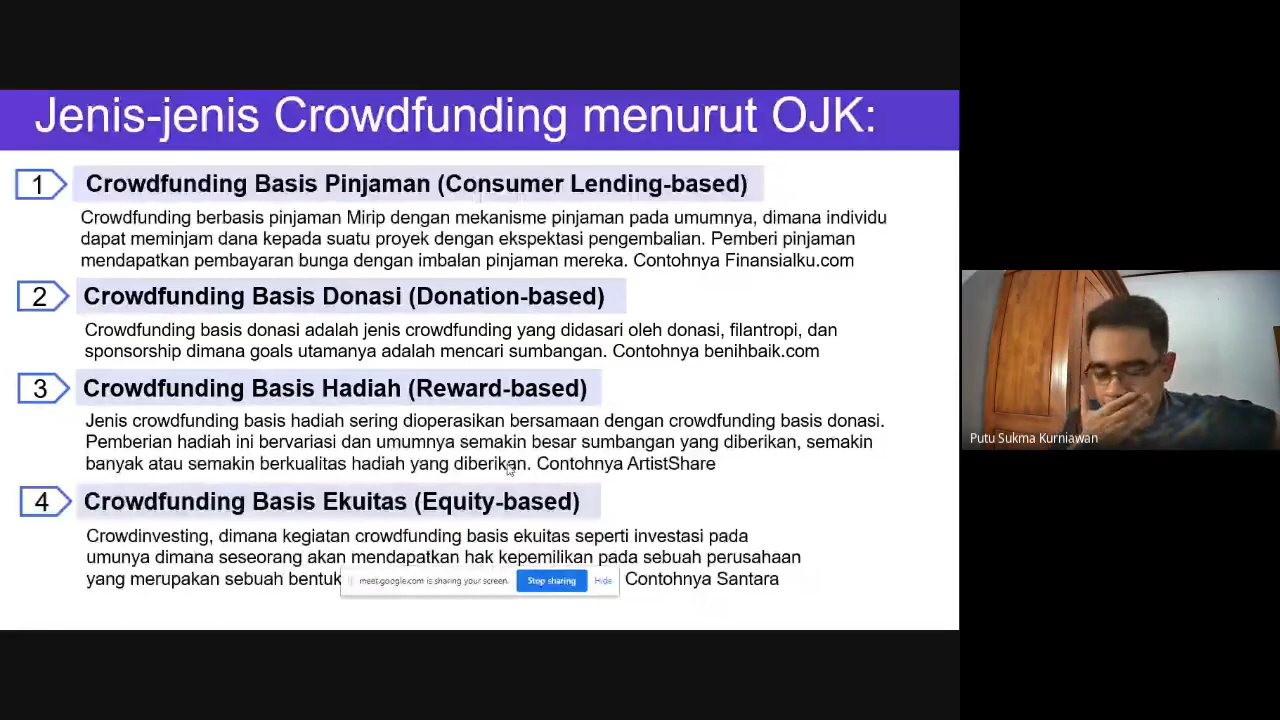 Jenis-jenis Crowdfunding menurut OJK:
1
Crowdfunding Basis Pinjaman (Consumer Lending-based)
Crowdfunding berbasis pinjaman Mirip dengan mekanisme pinjaman pada umumnya, dimana individu
dapat meminjam dana kepada suatu proyek dengan ekspektasi pengembalian. Pemberi pinjaman
mendapatkan pembayaran bunga dengan imbalan pinjaman mereka. Contohnya Finansialku.com
2
Crowdfunding Basis Donasi (Donation-based)
Crowdfunding basis donasi adalah jenis crowdfunding yang didasari oleh donasi, filantropi, dan
sponsorship dimana goals utamanya adalah mencari sumbangan. Contohnya benihbaik.com
3
Crowdfunding Basis Hadiah (Reward-based)
Jenis crowdfunding basis hadiah sering dioperasikan bersamaan dengan crowdfunding basis donasi.
Pemberian hadiah ini bervariasi dan umumnya semakin besar sumbangan yang diberikan, semakin
banyak atau semakin berkualitas hadiah yang diberikan. Contohnya ArtistShare
4
Crowdfunding Basis Ekuitas (Equity-based)
Crowdinvesting, dimana kegiatan crowdfunding basis ekuitas seperti investasi pada
umunya dimana seseorang akan mendapatkan hak kepemilikan pada sebuah perusahaan
yang merupakan sebuah bentuk Contohnya Santara
meet.google.com is sharing your screen. Stop sharing Hide
Putu Sukma Kurniawan